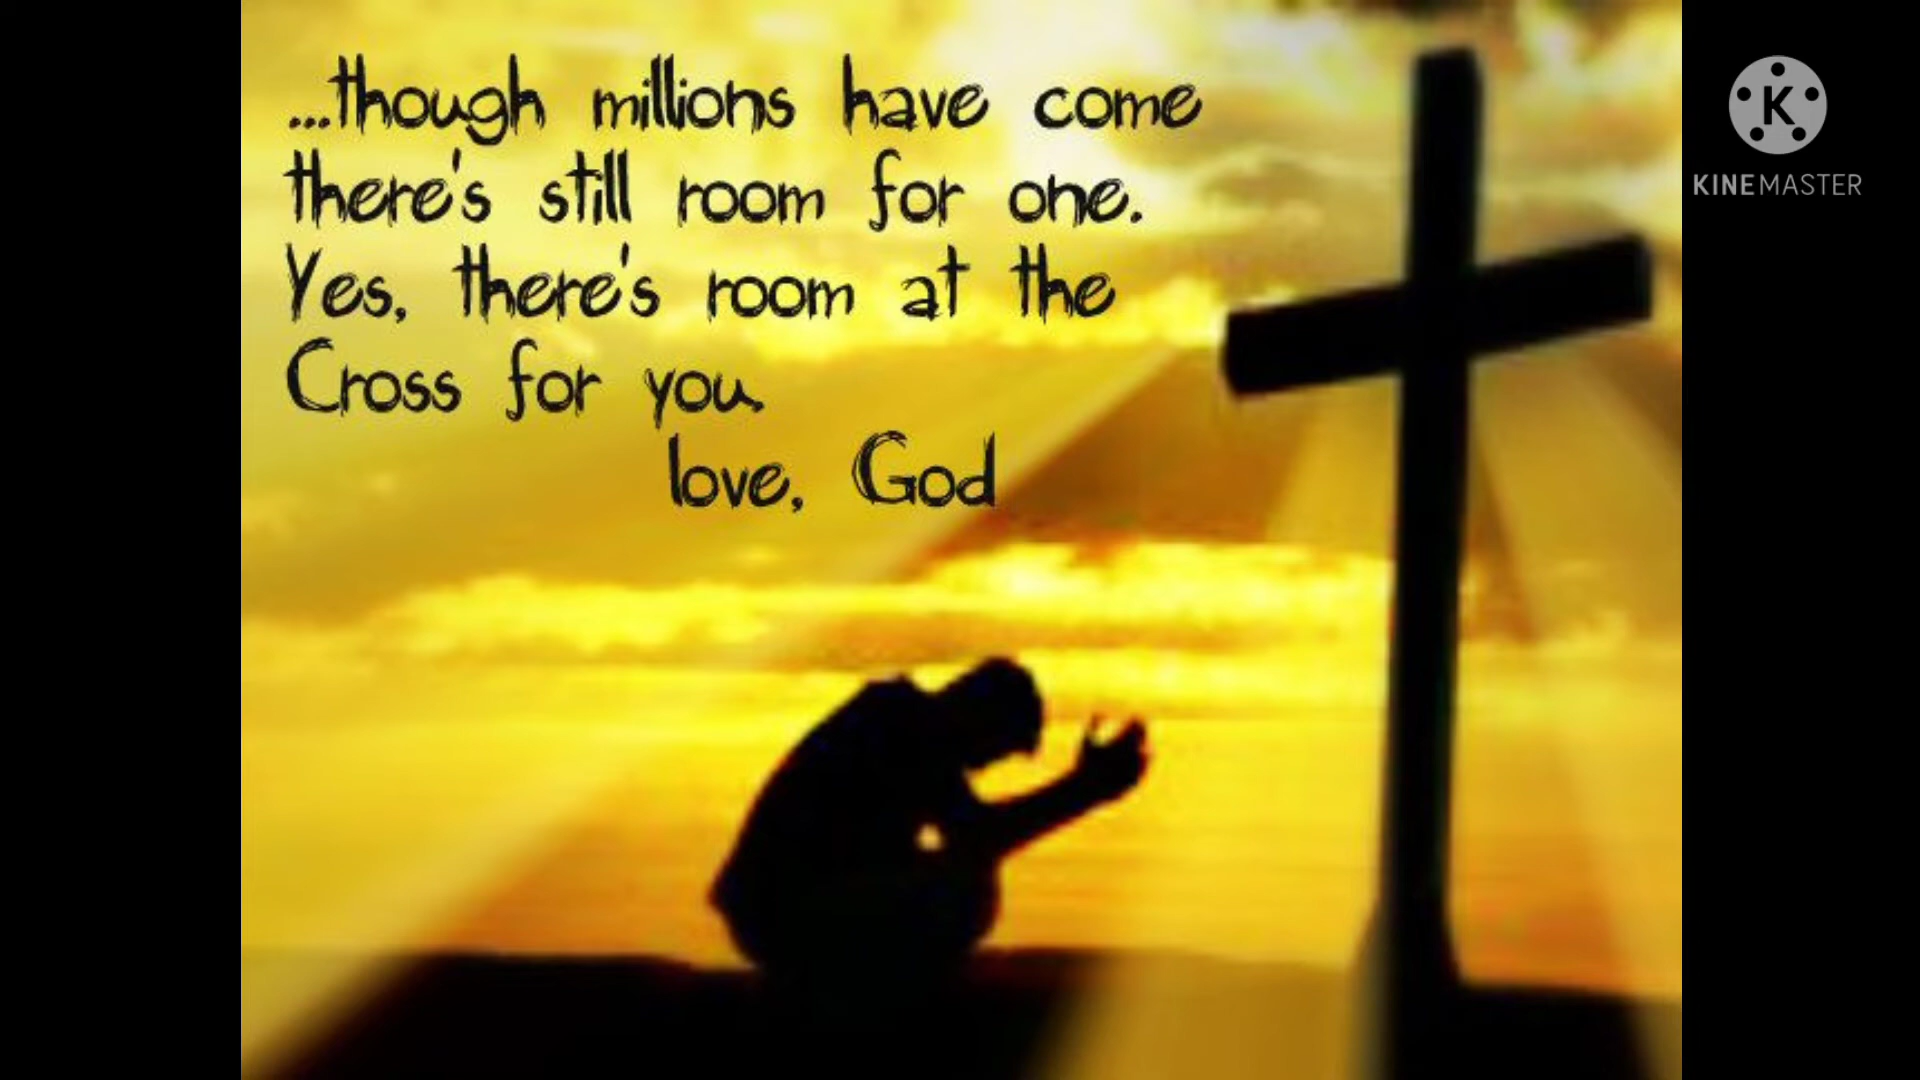 ...though millions have come
there's still room for one.
Yes, there's room at the
Cross for you.
love, God
K
KINEMASTER